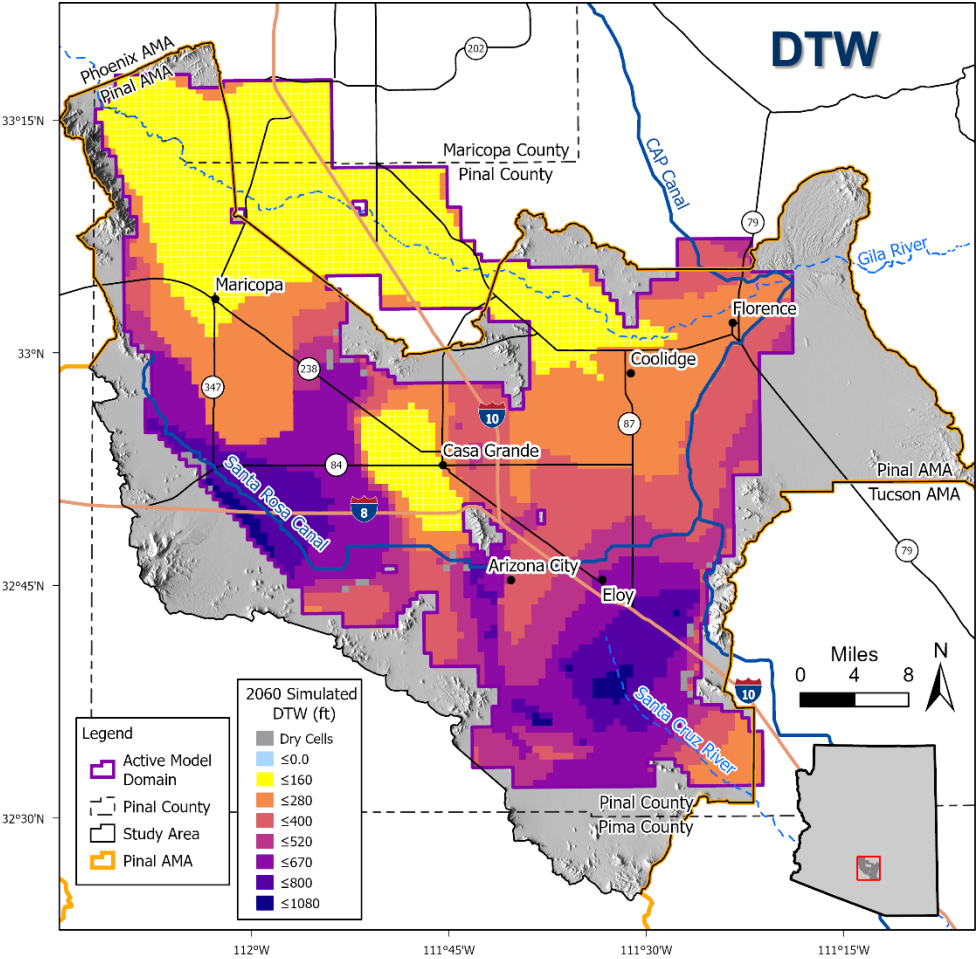 DTW
Phoenix AMA
Pinal AMA
202
33°15'N
Maricopa County
Pinal County
CAP Canal
79
Gila River
Maricopa
Florence
33°N
Coolidge
238
347
10
87
Casa Grande
84
Pinal AMA
Tucson AMA
Santa Rosa Canal
8
79
32°45'N
Arizona City
Eloy
Miles
0 4 8
N
10
Santa Cruz River
2060 Simulated
DTW (ft)
Dry Cells
≤0.0
≤160
≤280
≤400
≤520
≤670
≤800
≤1080
Legend
Active Model
Domain
Pinal County
Study Area
Pinal AMA
32°30'N
Pinal County
Pima County
112°W
111°45'W
111°30'W
111°15'W